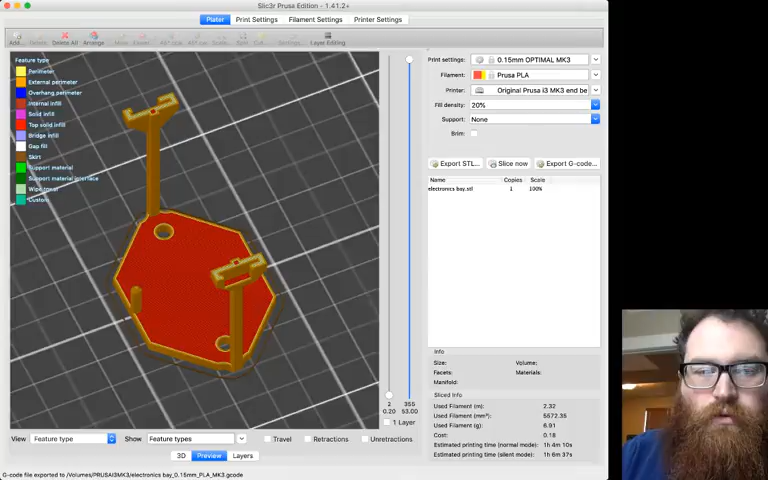 Slic3r Prusa Edition - 1.41.2+
Plater Print Settings Filament Settings Printer Settings
Add... Delete Delete All Arrange Layer Editing
Feature type
Perimeter
External perimeter
Overhang perimeter
Internal infill
Solid infill
Top solid infill
Bridge infill
Gap fill
Skirt
Support material
Support material interface
Wipe tower
Custom
Print settings: 0.15mm OPTIMAL MK3
Filament: Prusa PLA
Printer: Original Prusa i3 MK3 end be
Fill density: 20%
Support: None
Brim:
Export STL... Slice now Export G-code...
Name Copies Scale
electronics bay.stl 1 100%
Info
Size: Volume:
Facets: Materials:
Manifold:
Sliced Info
Used Filament (m): 2.32
Used Filament (mm³): 5572.35
Used Filament (g): 6.91
Cost: 0.18
Estimated printing time (normal mode): 1h 4m 10s
Estimated printing time (silent mode): 1h 6m 37s
2 355
0.20 53.00
1 Layer
View Feature type Show Feature types Travel Retractions Unretractions
3D Preview Layers
G-code file exported to /Volumes/PRUSAI3MK3/electronics bay_0.15mm_PLA_MK3.gcode